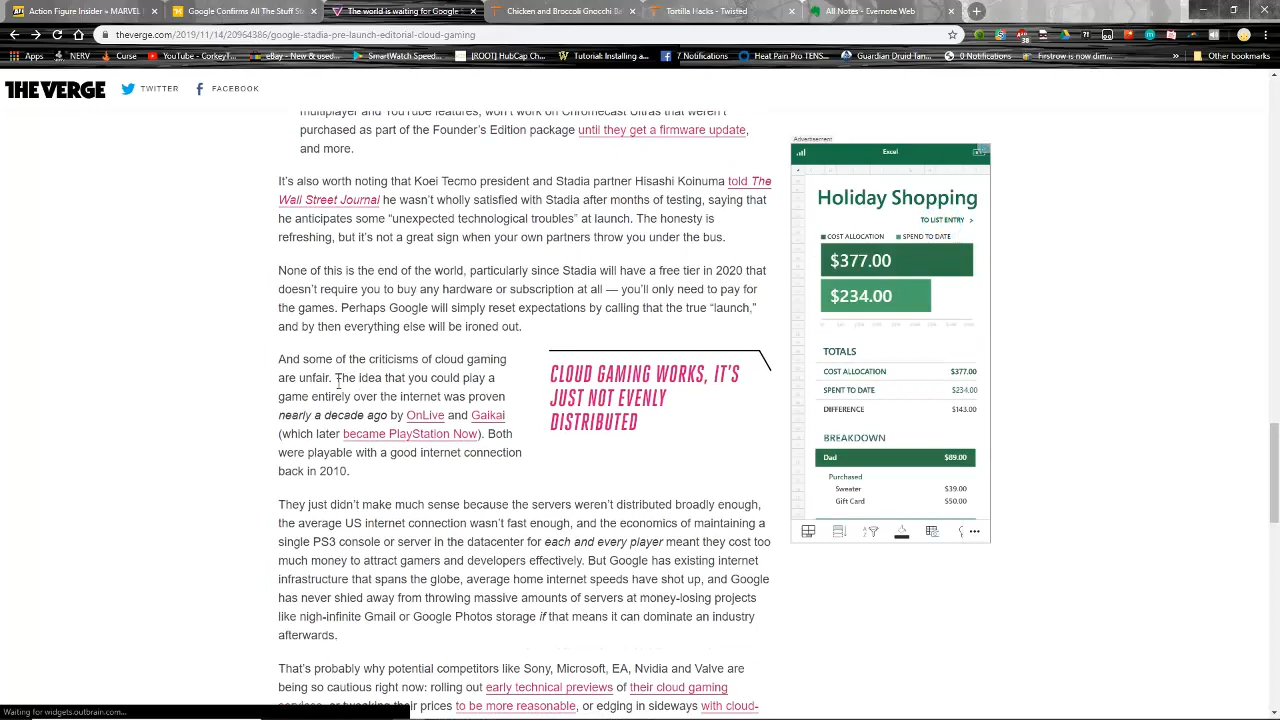 Action Figure Insider » MARVEL
Google Confirms All The Stuff St
The world is waiting for Google
Chicken and Broccoli Gnocchi
Tortilla Hacks - Twisted
All Notes - Evernote Web
theverge.com/2019/11/14/20964366/google-stadia-pre-launch-editorial-cloud-gaming
Apps
NERV
Curse
YouTube - CorkeyT...
eBay - New & used...
SmartWatch Speed...
[ROOT] HubCap Ch...
Tutorial: Installing a...
7 Notifications
Heat Pain Pro TENS...
Guardian Druid Tan...
0 Notifications
Firstrow is now dim...
»
Other bookmarks
THE VERGE
TWITTER
FACEBOOK
multiplayer and YouTube features, won't work on Chromecast Ultras that weren't
purchased as part of the Founder's Edition package until they get a firmware update,
and more.
It's also worth noting that Koei Tecmo president and Stadia partner Hisashi Koinuma told The
Wall Street Journal he wasn't wholly satisfied with Stadia after months of testing, saying that
he anticipates some “unexpected technological troubles” at launch. The honesty is
refreshing, but it's not a great sign when your own partners throw you under the bus.
None of this is the end of the world, particularly since Stadia will have a free tier in 2020 that
doesn't require you to buy any hardware or subscription at all — you'll only need to pay for
the games. Perhaps Google will simply reset expectations by calling that the true “launch,”
and by then everything else will be ironed out.
And some of the criticisms of cloud gaming
are unfair. The idea that you could play a
game entirely over the internet was proven
nearly a decade ago by OnLive and Gaikai
(which later became PlayStation Now). Both
were playable with a good internet connection
back in 2010.
CLOUD GAMING WORKS, IT'S
JUST NOT EVENLY
DISTRIBUTED
They just didn't make much sense because the servers weren't distributed broadly enough,
the average US internet connection wasn't fast enough, and the economics of maintaining a
single PS3 console or server in the datacenter for each and every player meant they cost too
much money to attract gamers and developers effectively. But Google has existing internet
infrastructure that spans the globe, average home internet speeds have shot up, and Google
has never shied away from throwing massive amounts of servers at money-losing projects
like nigh-infinite Gmail or Google Photos storage if that means it can dominate an industry
afterwards.
That's probably why potential competitors like Sony, Microsoft, EA, Nvidia and Valve are
being so cautious right now: rolling out early technical previews of their cloud gaming
services, or tweaking their prices to be more reasonable, or edging in sideways with cloud-
Advertisement
Excel
Holiday Shopping
TO LIST ENTRY >
COST ALLOCATION SPEND TO DATE
$377.00
$234.00
TOTALS
COST ALLOCATION $377.00
SPENT TO DATE $234.00
DIFFERENCE $143.00
BREAKDOWN
Dad $89.00
Purchased
Sweater $39.00
Gift Card $50.00
Waiting for widgets.outbrain.com...